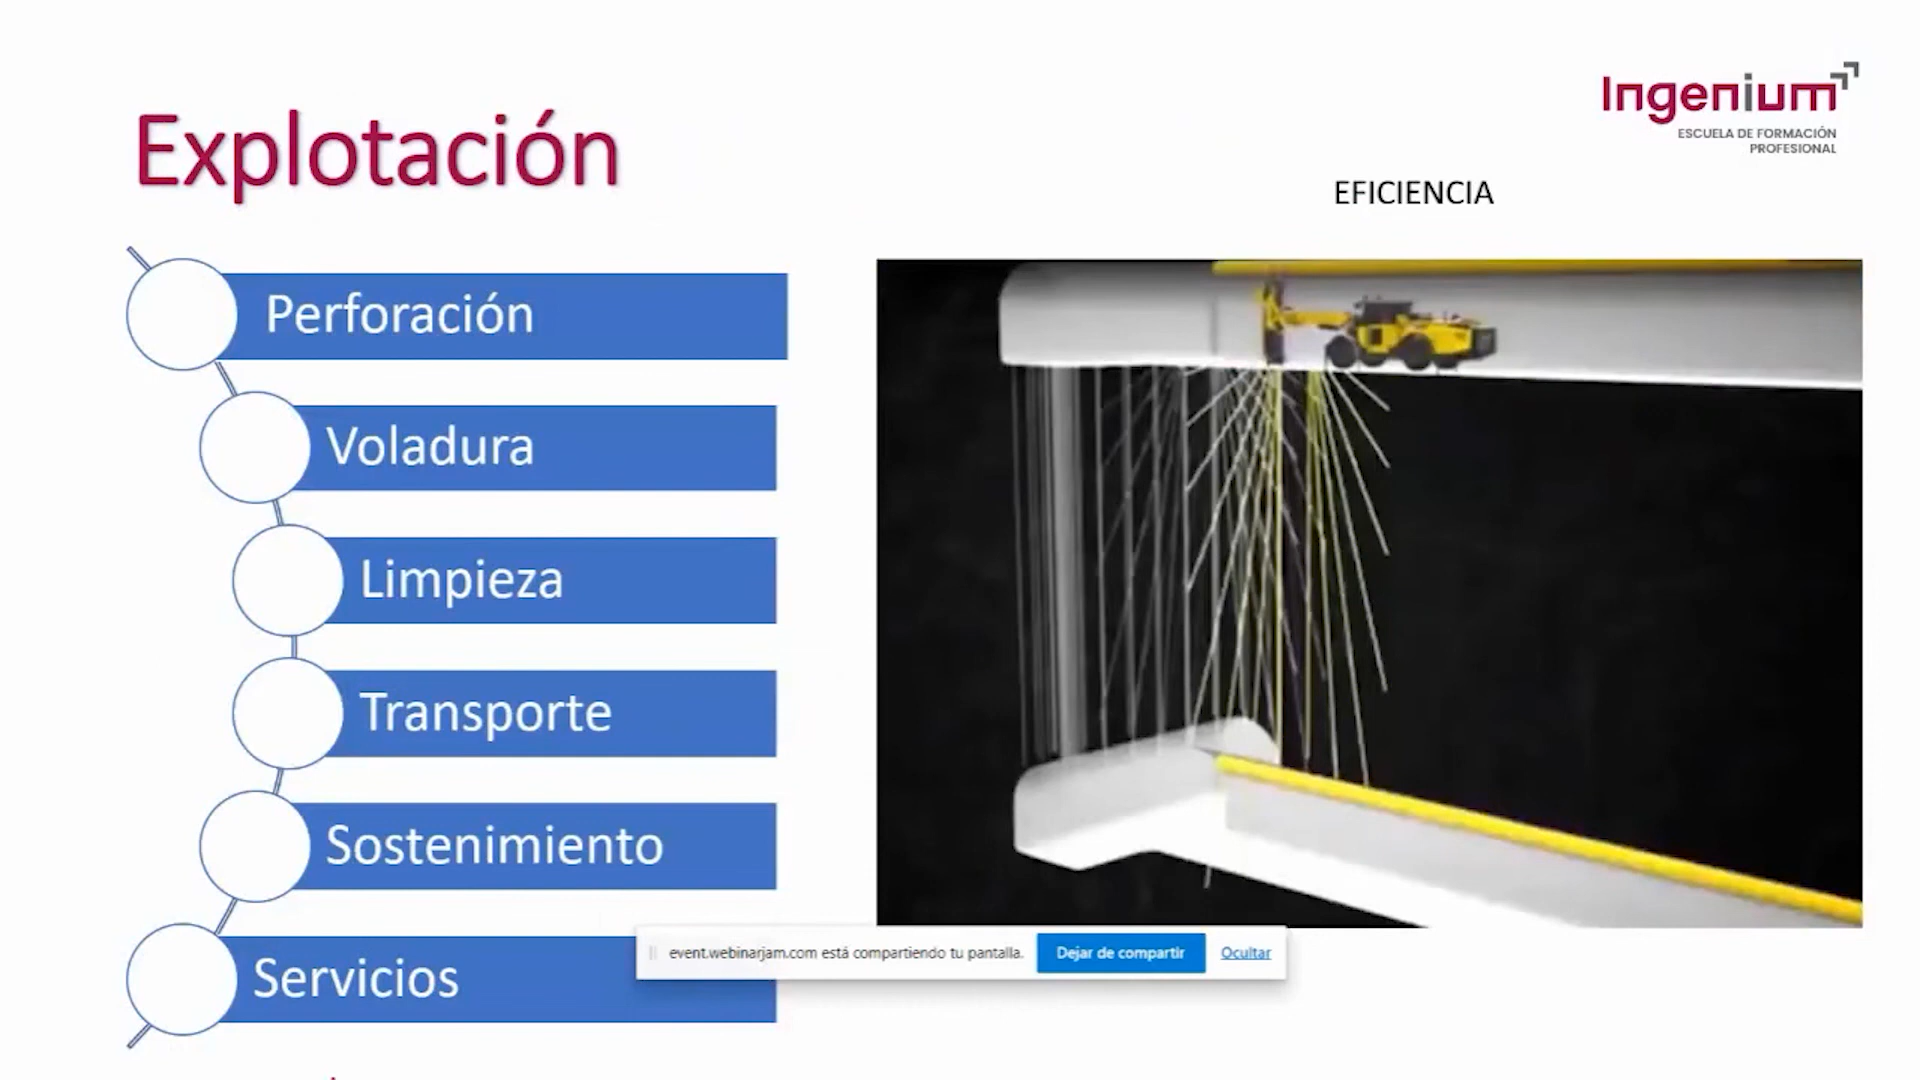 Ingenium
ESCUELA DE FORMACIÓN
PROFESIONAL
Explotación
EFICIENCIA
Perforación
Voladura
Limpieza
Transporte
Sostenimiento
Servicios
event.webinarjam.com está compartiendo tu pantalla. Dejar de compartir Ocultar